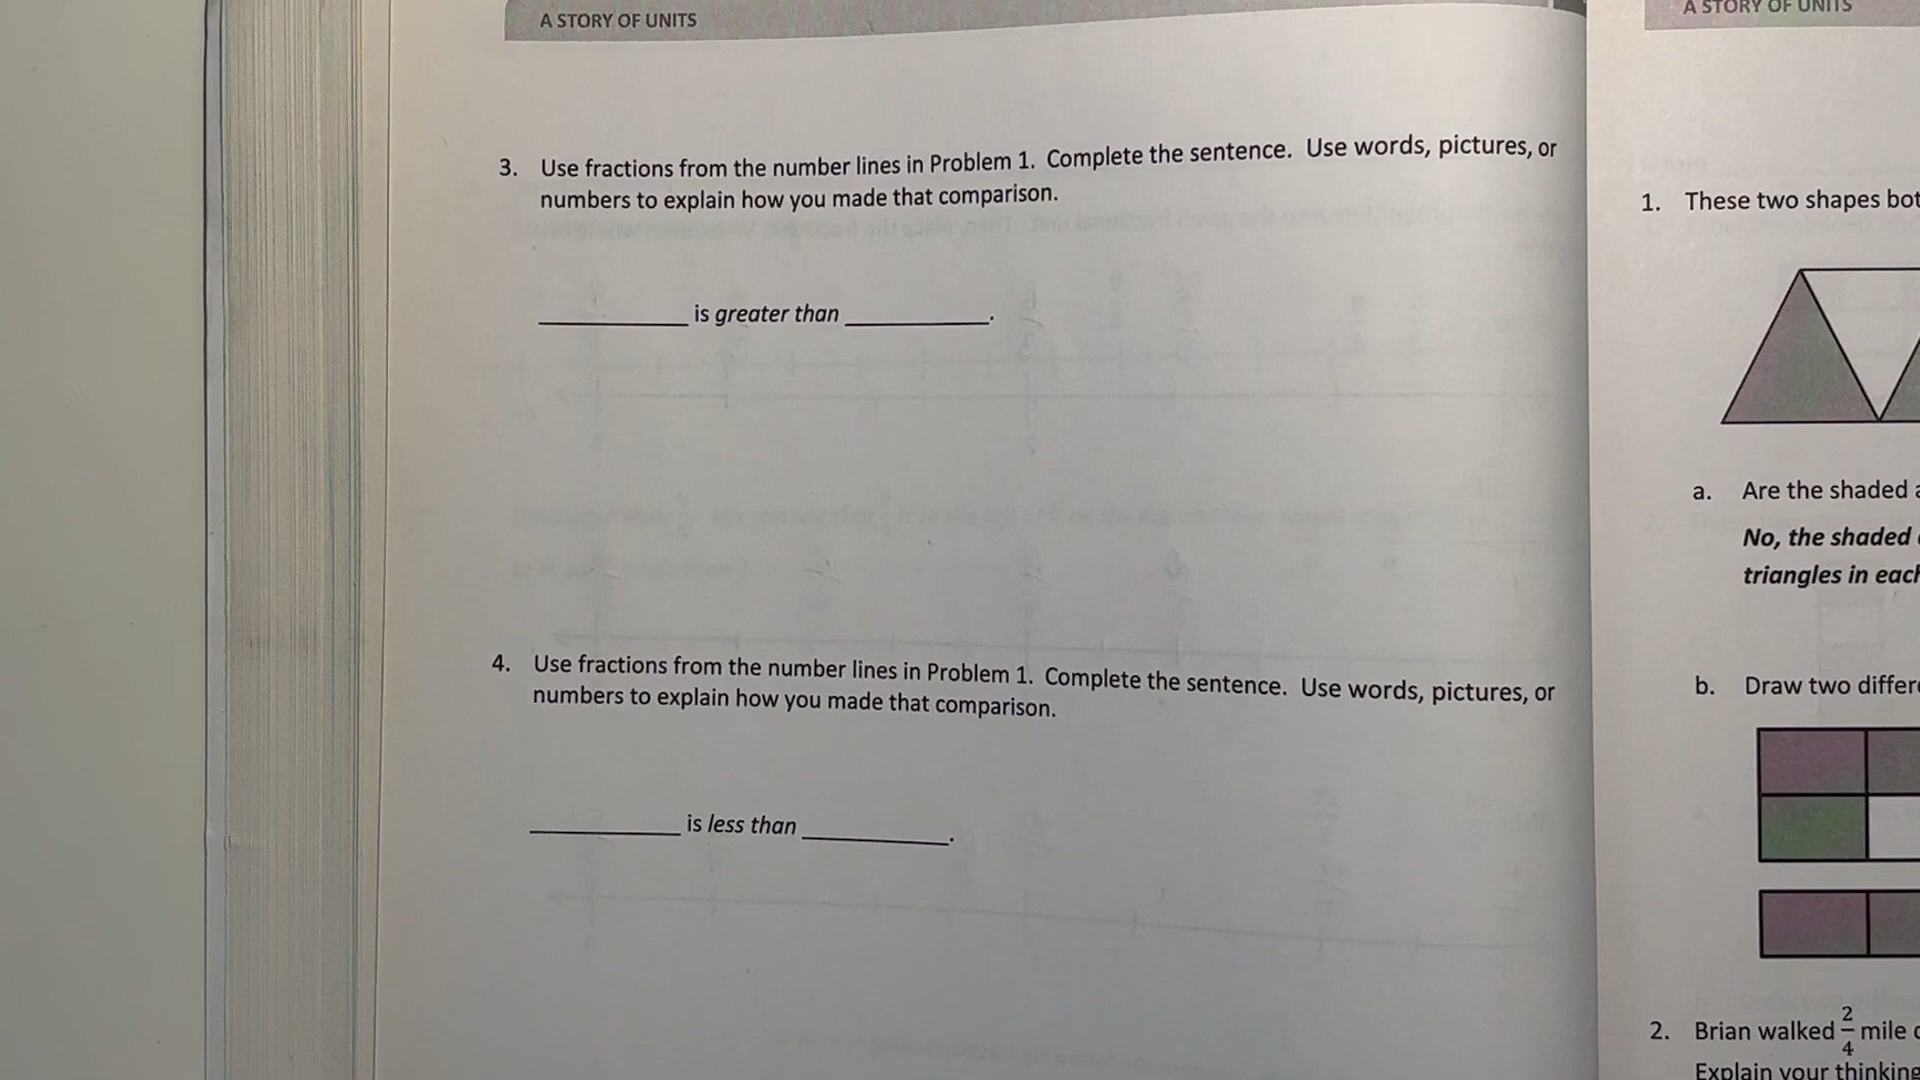 A STORY OF UNITS
3. Use fractions from the number lines in Problem 1. Complete the sentence. Use words, pictures, or
numbers to explain how you made that comparison.
____________ is greater than ____________.
4. Use fractions from the number lines in Problem 1. Complete the sentence. Use words, pictures, or
numbers to explain how you made that comparison.
____________ is less than ____________.
A STORY OF UNITS
1. These two shapes
a. Are the shaded
No, the shaded
triangles in
b. Draw two
2. Brian walked 2/4 mile
Explain your thinking